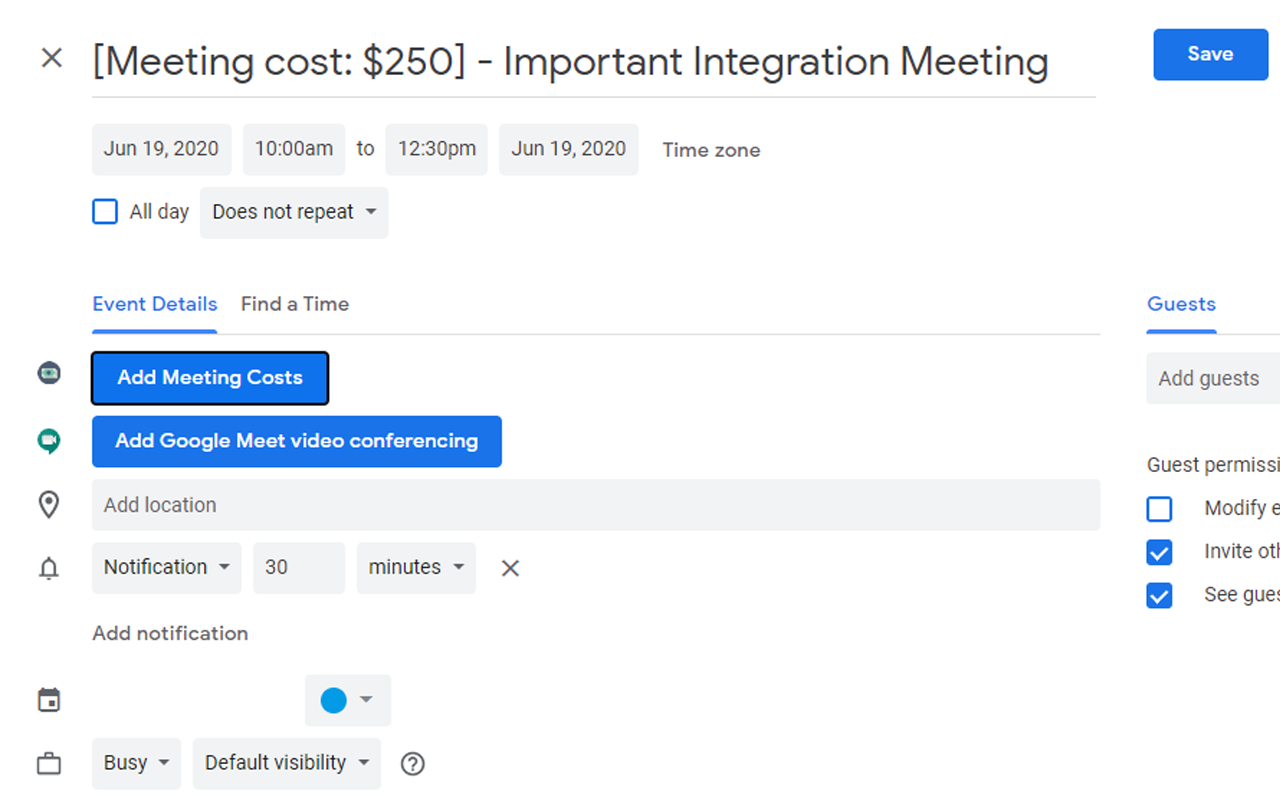 [Meeting cost: $250] - Important Integration Meeting
Save
Jun 19, 2020 10:00am to 12:30pm Jun 19, 2020 Time zone
All day Does not repeat
Event Details Find a Time
Guests
Add Meeting Costs
Add guests
Add Google Meet video conferencing
Guest permissi
Add location
Modify e
Invite oth
Notification 30 minutes
See gues
Add notification
Busy Default visibility